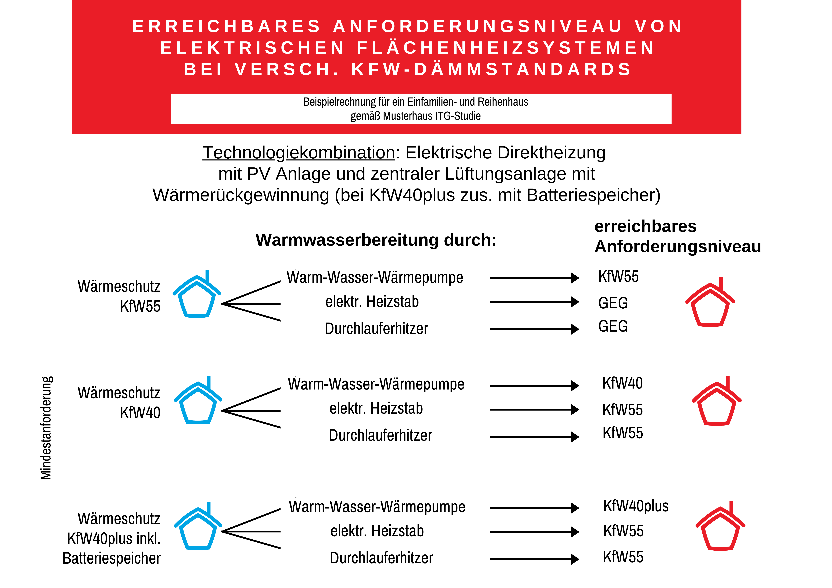 ERREICHBARES ANFORDERUNGSNIVEAU VON
ELEKTRISCHEN FLÄCHENHEIZSYSTEMEN
BEI VERSCH. KFW-DÄMMSTANDARDS
Beispielrechnung für ein Einfamilien- und Reihenhaus
gemäß Musterhaus ITG-Studie
Technologiekombination: Elektrische Direktheizung
mit PV Anlage und zentraler Lüftungsanlage mit
Wärmerückgewinnung (bei KfW40plus zus. mit Batteriespeicher)
Warmwasserbereitung durch:
erreichbares
Anforderungsniveau
Mindestanforderung
Wärmeschutz
KfW55
Warm-Wasser-Wärmepumpe KfW55
elektr. Heizstab GEG
Durchlauferhitzer GEG
Wärmeschutz
KfW40
Warm-Wasser-Wärmepumpe KfW40
elektr. Heizstab KfW55
Durchlauferhitzer KfW55
Wärmeschutz
KfW40plus inkl.
Batteriespeicher
Warm-Wasser-Wärmepumpe KfW40plus
elektr. Heizstab KfW55
Durchlauferhitzer KfW55